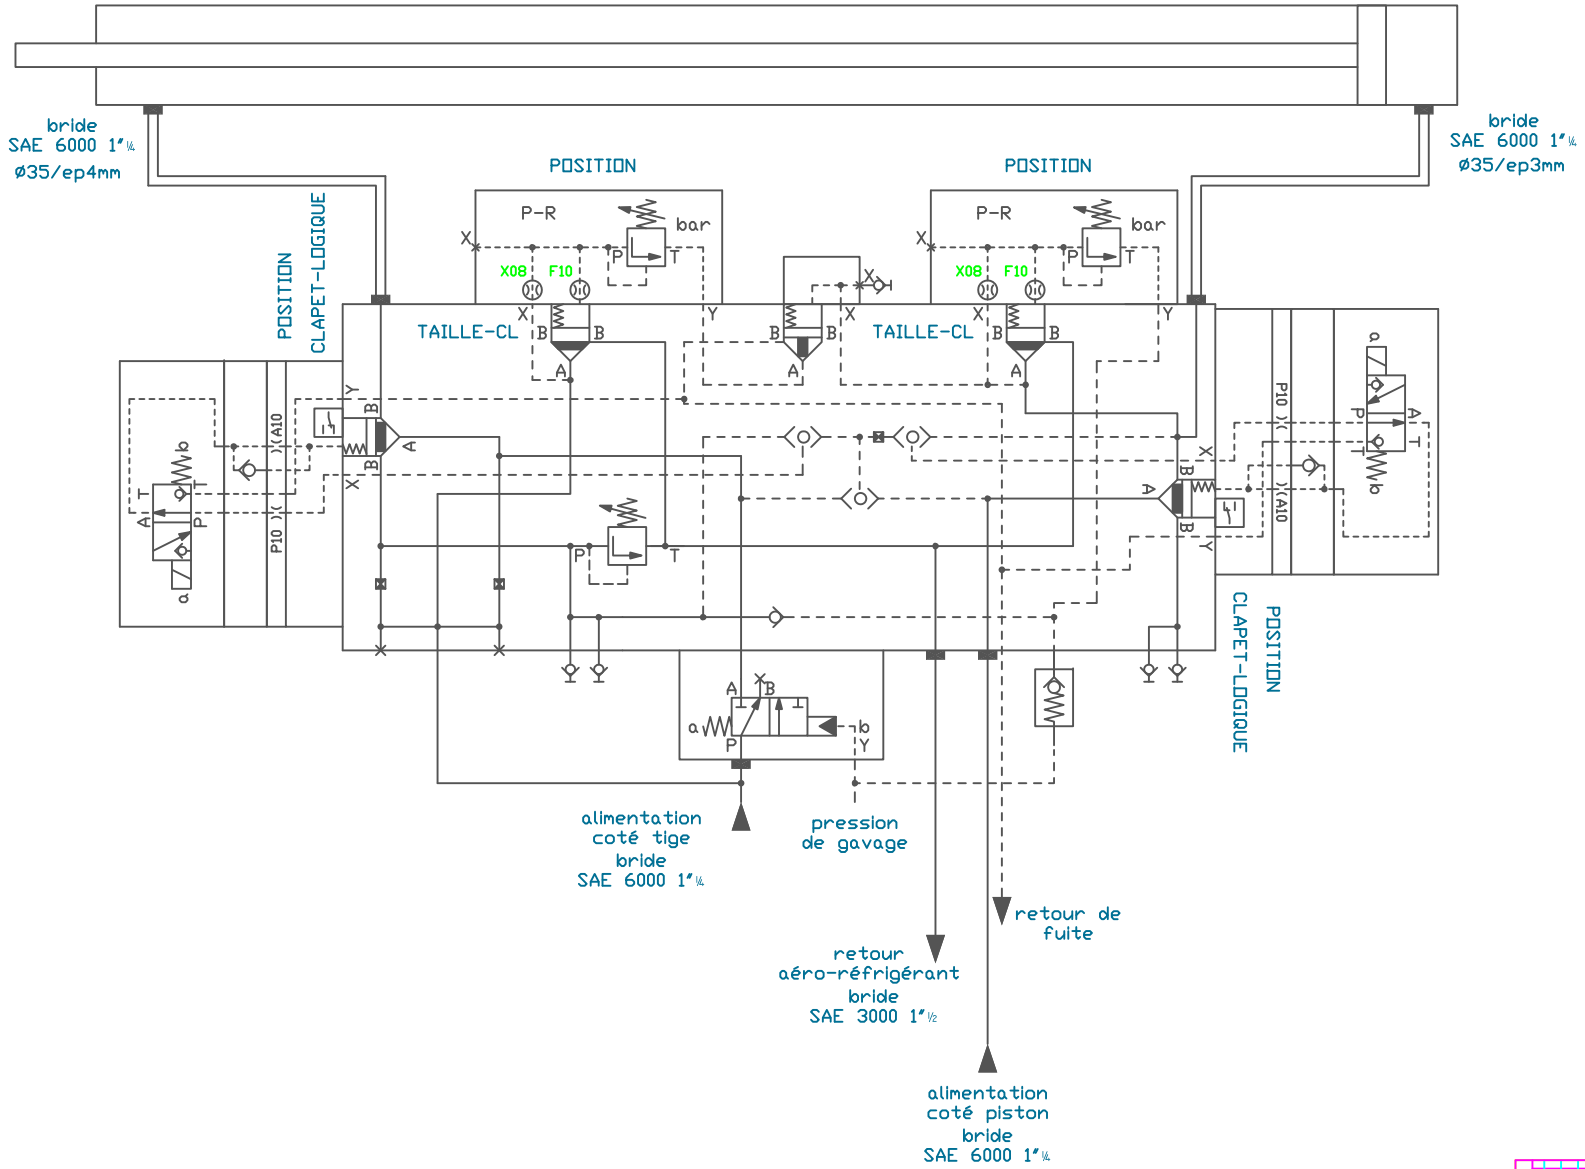 bride
SAE 6000 1"¼
Ø35/ep4mm
bride
SAE 6000 1"¼
Ø35/ep3mm
POSITION
POSITION
P-R
bar
X
P
T
X08
F10
P-R
bar
X
P
T
X08
F10
POSITION
CLAPET-LOGIQUE
X
Y
TAILLE-CL
B
B
A
X
X
B
B
A
TAILLE-CL
X
Y
B
B
A
Y
B
A
B
X
b
T
T
A
P
a
)(A10
P10 )(
P
T
a
P
A
T
T
b
P10 )(
)(A10
X
B
A
B
Y
POSITION
CLAPET-LOGIQUE
A
B
a
P
b
Y
alimentation
coté tige
bride
SAE 6000 1"¼
pression
de gavage
retour de
fuite
retour
aéro-réfrigérant
bride
SAE 3000 1"½
alimentation
coté piston
bride
SAE 6000 1"¼